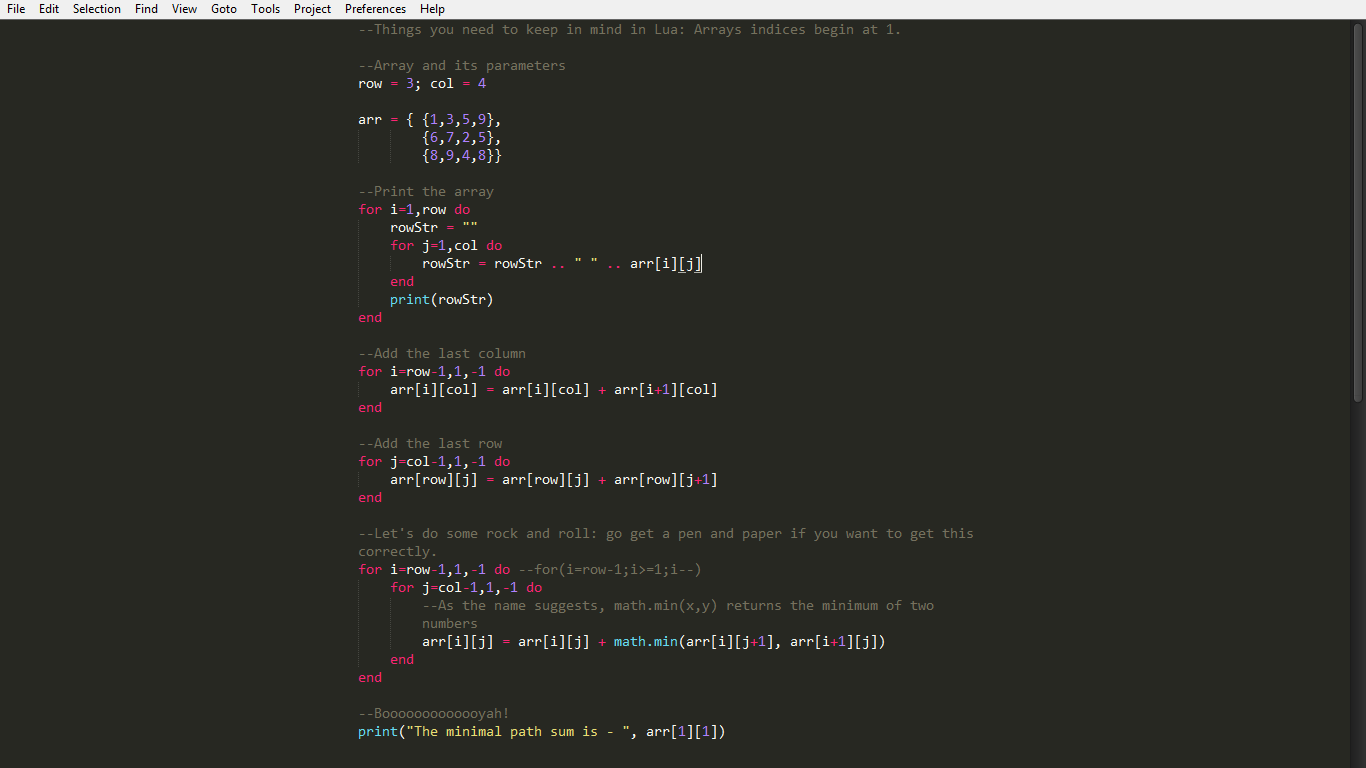 File Edit Selection Find View Goto Tools Project Preferences Help
--Things you need to keep in mind in Lua: Arrays indices begin at 1.
--Array and its parameters
row = 3; col = 4
arr = { {1,3,5,9},
{6,7,2,5},
{8,9,4,8}}
--Print the array
for i=1,row do
rowStr = ""
for j=1,col do
rowStr = rowStr .. " " .. arr[i][j]
end
print(rowStr)
end
--Add the last column
for i=row-1,1,-1 do
arr[i][col] = arr[i][col] + arr[i+1][col]
end
--Add the last row
for j=col-1,1,-1 do
arr[row][j] = arr[row][j] + arr[row][j+1]
end
--Let's do some rock and roll: go get a pen and paper if you want to get this
correctly.
for i=row-1,1,-1 do --for(i=row-1;i>=1;i--)
for j=col-1,1,-1 do
--As the name suggests, math.min(x,y) returns the minimum of two
numbers
arr[i][j] = arr[i][j] + math.min(arr[i][j+1], arr[i+1][j])
end
end
--Boooooooooooooyah!
print("The minimal path sum is - ", arr[1][1])